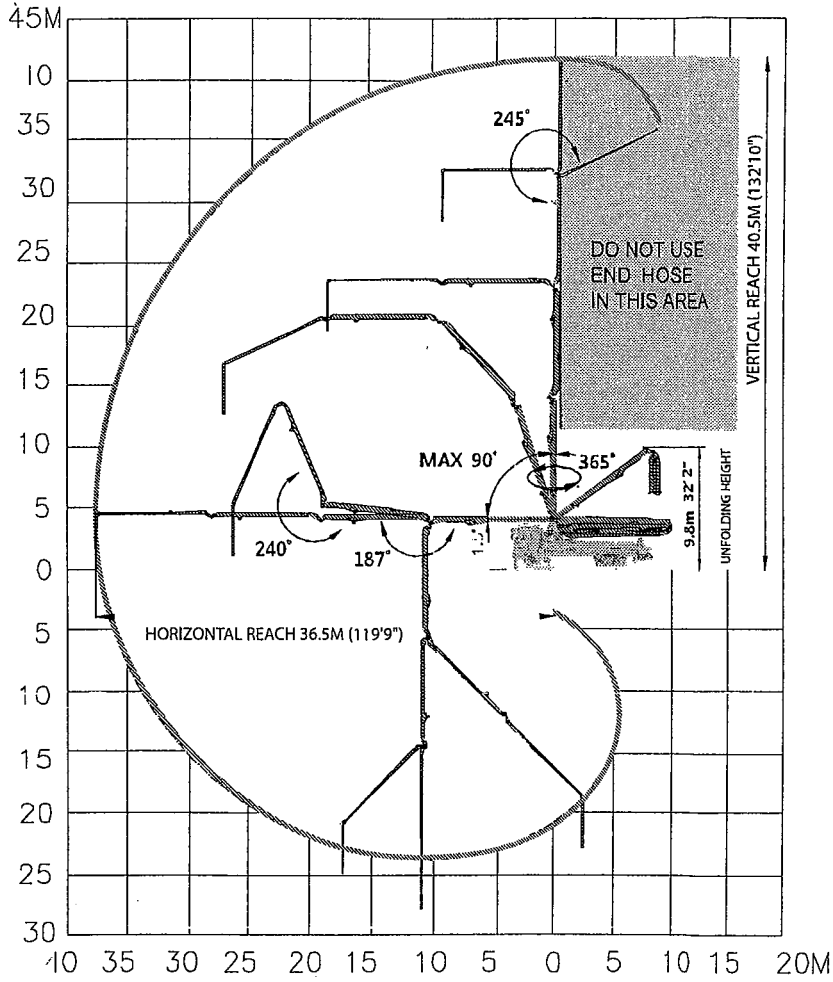 45M
10
35
30
25
20
15
10
5
0
5
10
15
20
25
30
245°
DO NOT USE
END HOSE
IN THIS AREA
VERTICAL REACH 40.5M (132'10")
MAX 90°
365°
9.8m 32'2"
UNFOLDING HEIGHT
240°
187°
HORIZONTAL REACH 36.5M (119'9")
40 35 30 25 20 15 10 5 0 5 10 15 20M